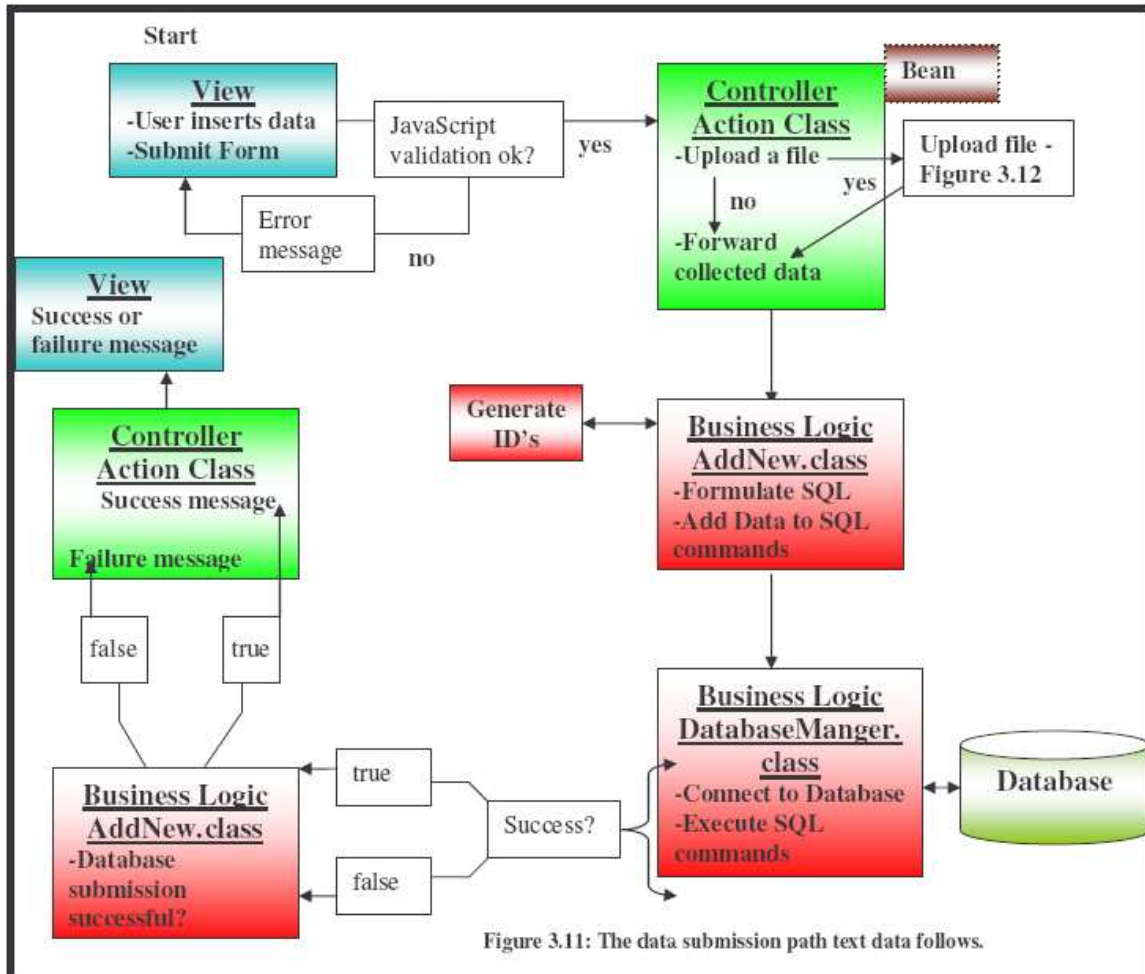 Start
View
-User inserts data
-Submit Form
JavaScript
validation ok?
yes
Error
message
no
Controller
Action Class
-Upload a file
no
yes
-Forward
collected data
Bean
Upload file -
Figure 3.12
View
Success or
failure message
Controller
Action Class
Success message
Failure message
false
true
Generate
ID's
Business Logic
AddNew.class
-Formulate SQL
-Add Data to SQL
commands
Business Logic
DatabaseManger.
class
-Connect to Database
-Execute SQL
commands
Database
Success?
true
false
Business Logic
AddNew.class
-Database
submission
successful?
Figure 3.11: The data submission path text data follows.